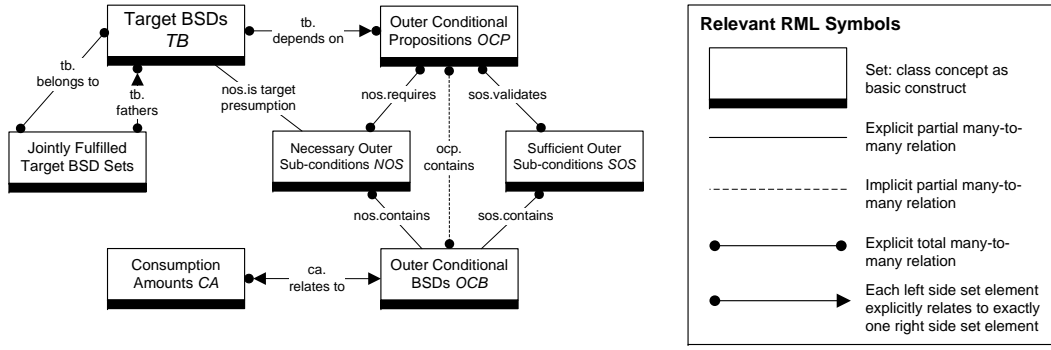 Target BSDs
TB
tb.
depends on
Outer Conditional
Propositions OCP
tb.
belongs to
tb.
fathers
nos.is target
presumption
nos.requires
sos.validates
ocp.
contains
Jointly Fulfilled
Target BSD Sets
Necessary Outer
Sub-conditions NOS
Sufficient Outer
Sub-conditions SOS
nos.contains
sos.contains
Consumption
Amounts CA
ca.
relates to
Outer Conditional
BSDs OCB
Relevant RML Symbols
Set: class concept as
basic construct
Explicit partial many-to-
many relation
Implicit partial many-to-
many relation
Explicit total many-to-
many relation
Each left side set element
explicitly relates to exactly
one right side set element